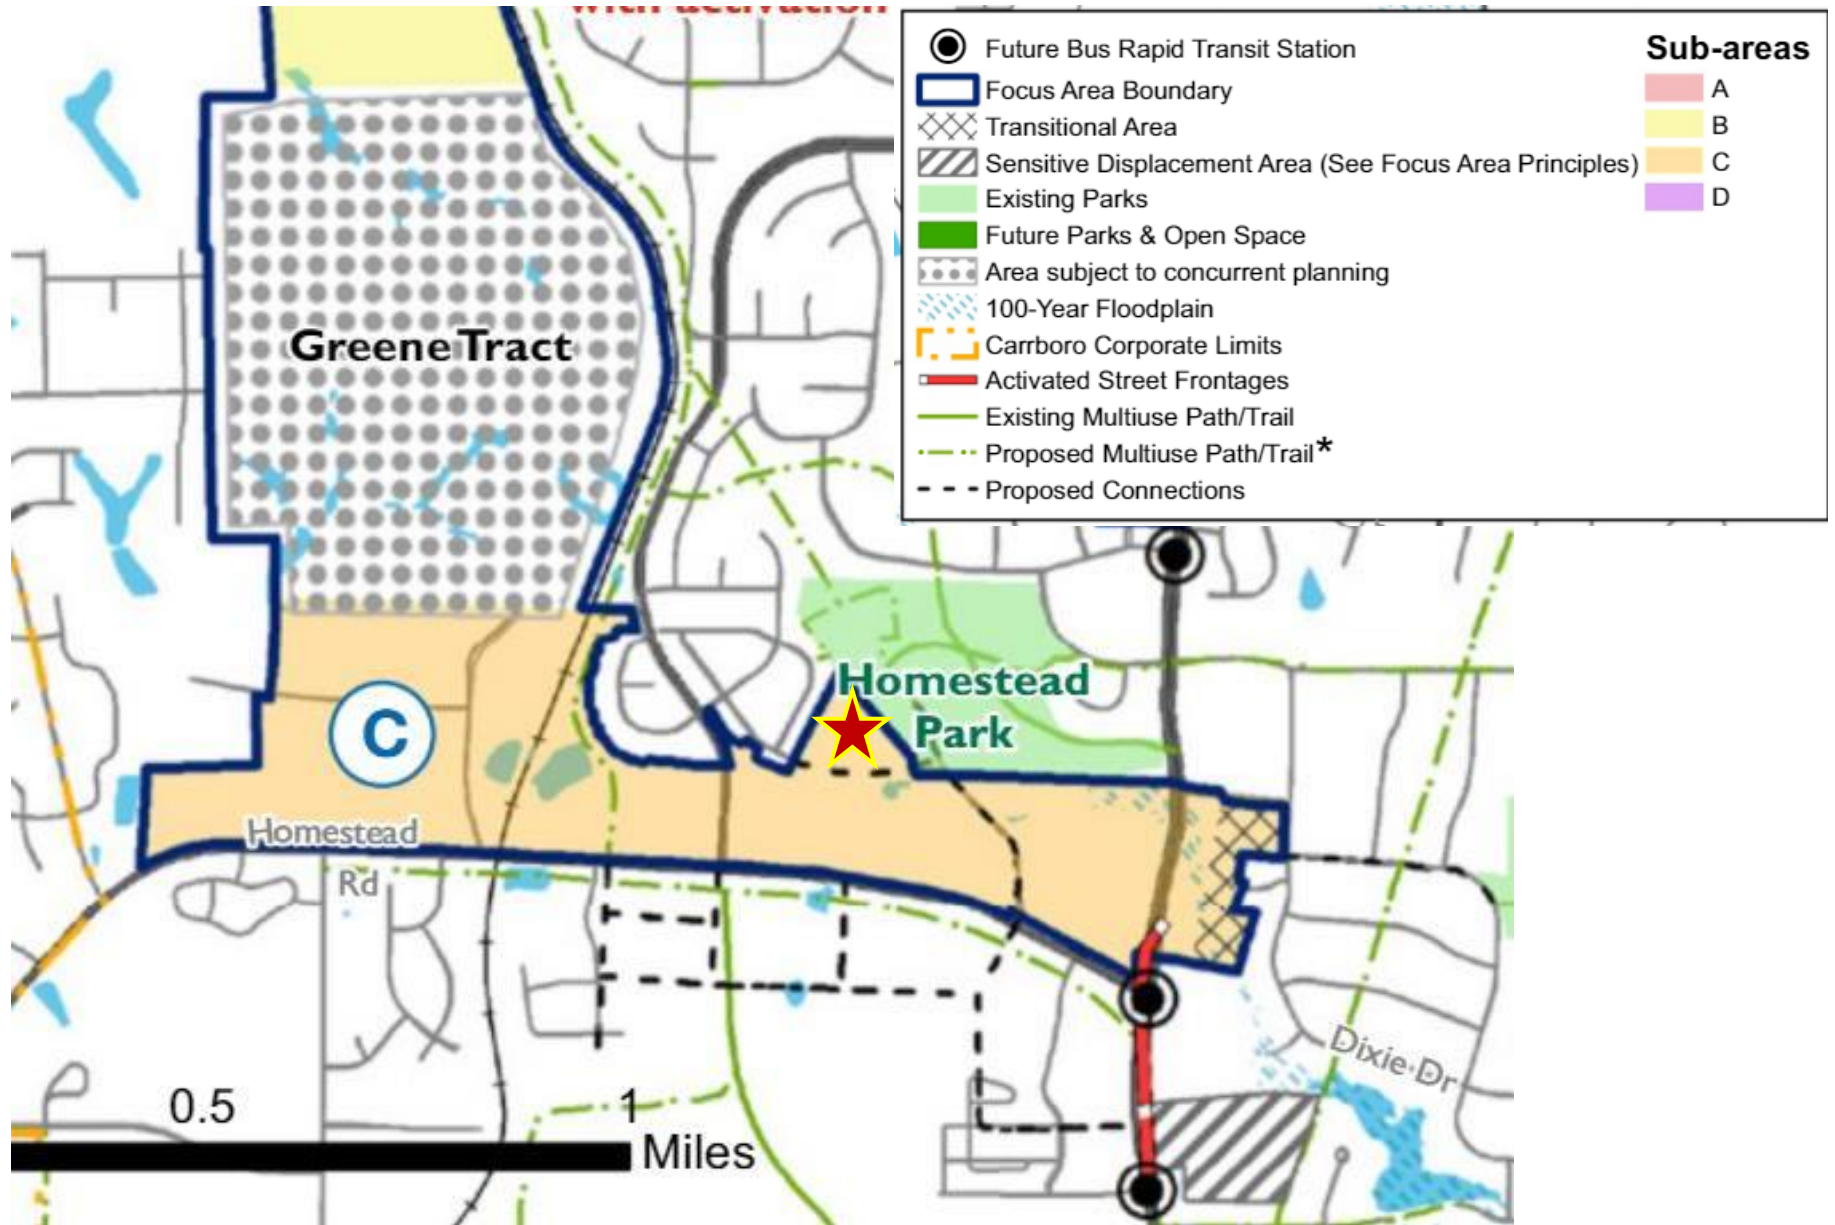 with activation
Future Bus Rapid Transit Station
Focus Area Boundary
Transitional Area
Sensitive Displacement Area (See Focus Area Principles)
Existing Parks
Future Parks & Open Space
Area subject to concurrent planning
100-Year Floodplain
Carrboro Corporate Limits
Activated Street Frontages
Existing Multiuse Path/Trail
Proposed Multiuse Path/Trail*
Proposed Connections
Sub-areas
A
B
C
D
Greene Tract
Homestead
Park
C
Homestead
Rd
Dixie Dr
0.5
1
Miles